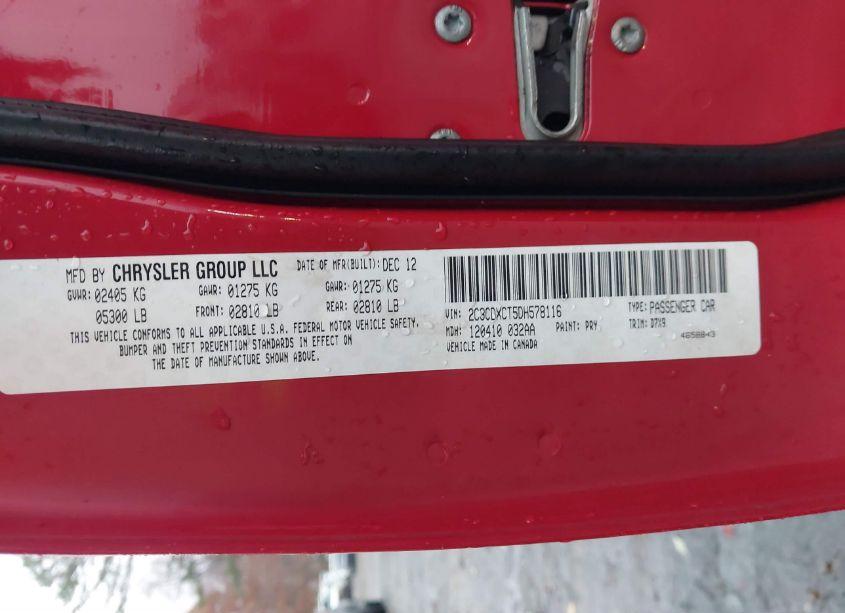 MFD BY CHRYSLER GROUP LLC DATE OF MFR(BUILT): DEC 12
GVWR: 02405 KG GAWR: 01275 KG GAWR: 01275 KG
05300 LB FRONT: 02810 LB REAR: 02810 LB
THIS VEHICLE CONFORMS TO ALL APPLICABLE U.S.A. FEDERAL MOTOR VEHICLE SAFETY,
BUMPER AND THEFT PREVENTION STANDARDS IN EFFECT ON
THE DATE OF MANUFACTURE SHOWN ABOVE.
VIN: 2C3CDXCT5DH578116 TYPE: PASSENGER CAR
MDH: 120410 032AA PAINT: PRY TRIM: D7X9
VEHICLE MADE IN CANADA 4658843